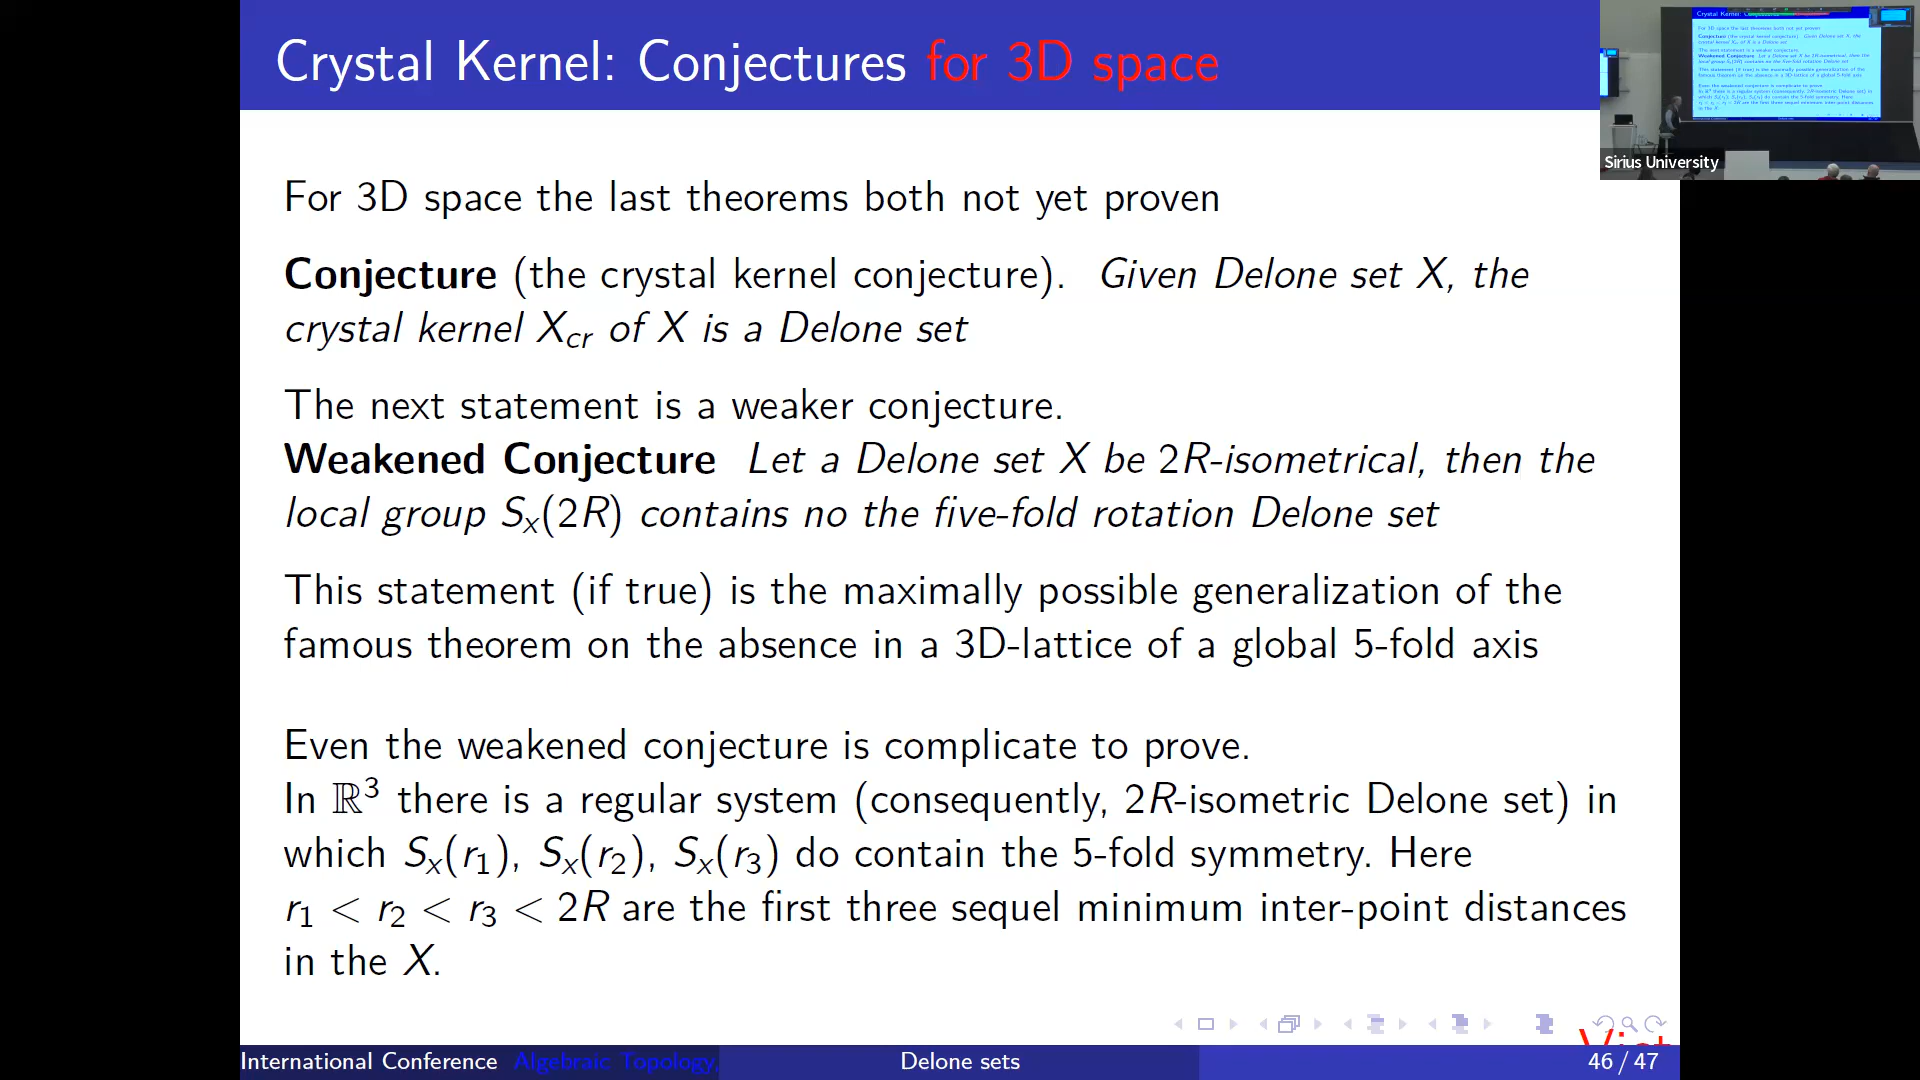 Crystal Kernel: Conjectures for 3D space
Sirius University
For 3D space the last theorems both not yet proven
Conjecture (the crystal kernel conjecture). Given Delone set X, the
crystal kernel X_cr of X is a Delone set
The next statement is a weaker conjecture.
Weakened Conjecture Let a Delone set X be 2R-isometrical, then the
local group S_x(2R) contains no the five-fold rotation Delone set
This statement (if true) is the maximally possible generalization of the
famous theorem on the absence in a 3D-lattice of a global 5-fold axis
Even the weakened conjecture is complicate to prove.
In ℝ³ there is a regular system (consequently, 2R-isometric Delone set) in
which S_x(r₁), S_x(r₂), S_x(r₃) do contain the 5-fold symmetry. Here
r₁ < r₂ < r₃ < 2R are the first three sequel minimum inter-point distances
in the X.
International Conference Algebraic Topology,
Delone sets
46 / 47